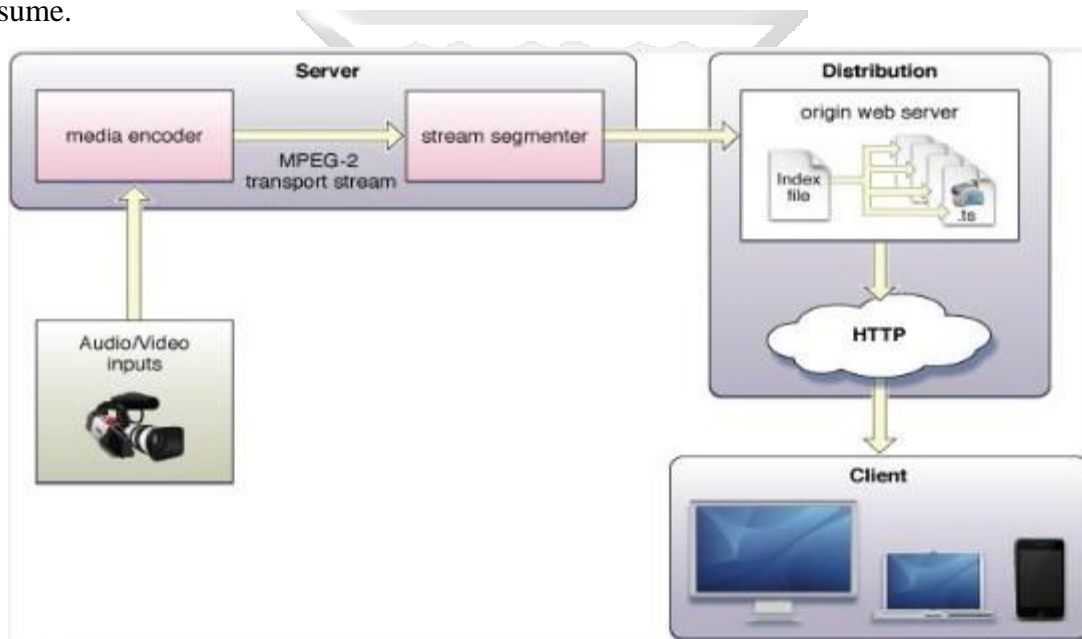 sume.
Server
media encoder
MPEG-2
transport stream
stream segmenter
Distribution
origin web server
Index
file
.ts
HTTP
Audio/Video
inputs
Client